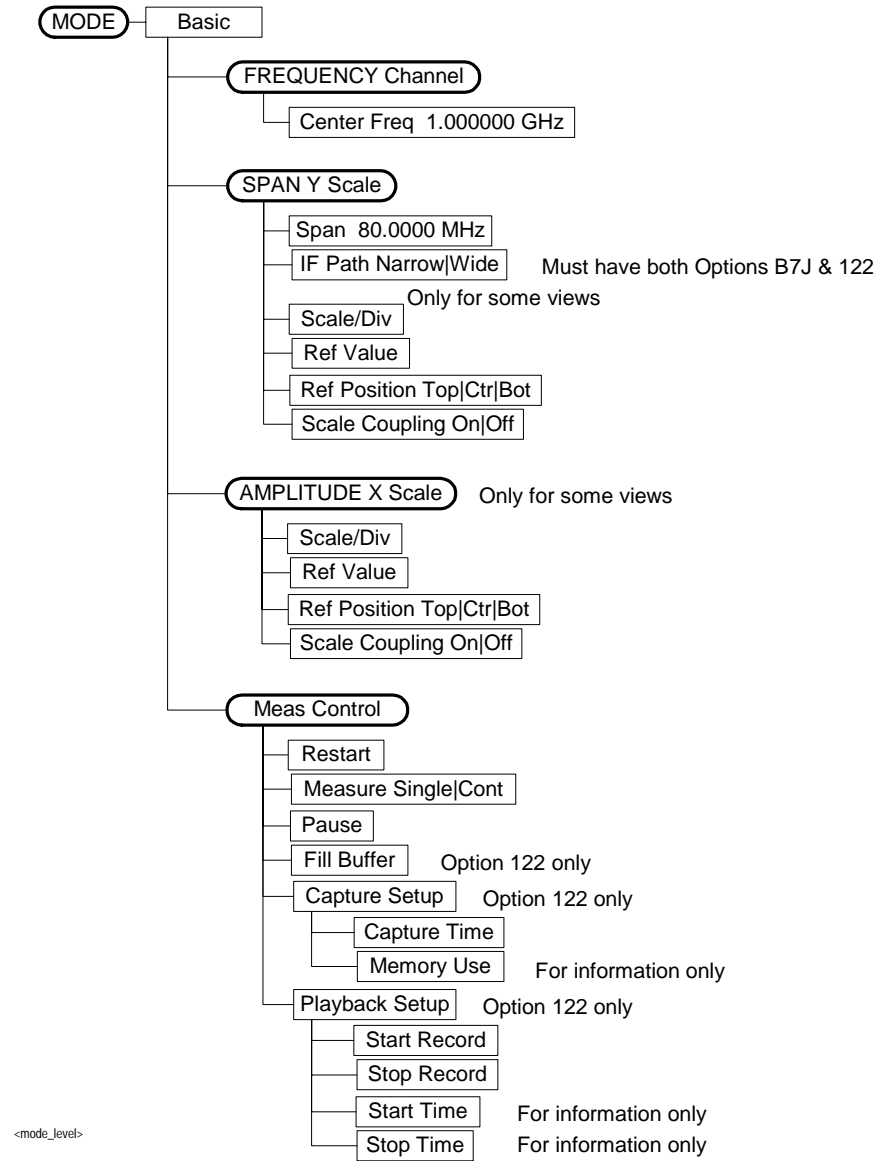 MODE Basic
FREQUENCY Channel
Center Freq 1.000000 GHz
SPAN Y Scale
Span 80.0000 MHz
IF Path Narrow|Wide Must have both Options B7J & 122
Only for some views
Scale/Div
Ref Value
Ref Position Top|Ctr|Bot
Scale Coupling On|Off
AMPLITUDE X Scale Only for some views
Scale/Div
Ref Value
Ref Position Top|Ctr|Bot
Scale Coupling On|Off
Meas Control
Restart
Measure Single|Cont
Pause
Fill Buffer Option 122 only
Capture Setup Option 122 only
Capture Time
Memory Use For information only
Playback Setup Option 122 only
Start Record
Stop Record
Start Time For information only
Stop Time For information only
<mode_level>